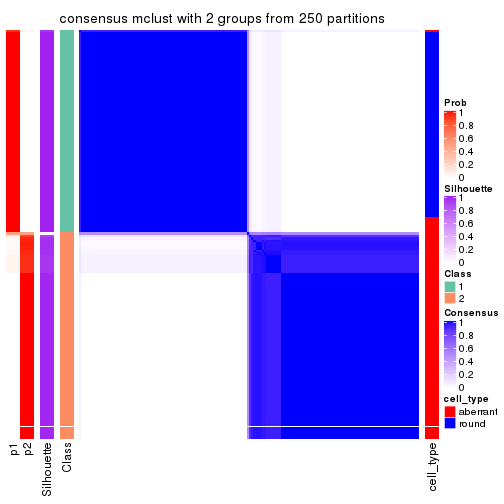 consensus mclust with 2 groups from 250 partitions
p1
p2
Silhouette
Class
cell_type
Prob
1
0.8
0.6
0.4
0.2
0
Silhouette
1
0.8
0.6
0.4
0.2
0
Class
1
2
Consensus
1
0.8
0.6
0.4
0.2
0
cell_type
aberrant
round